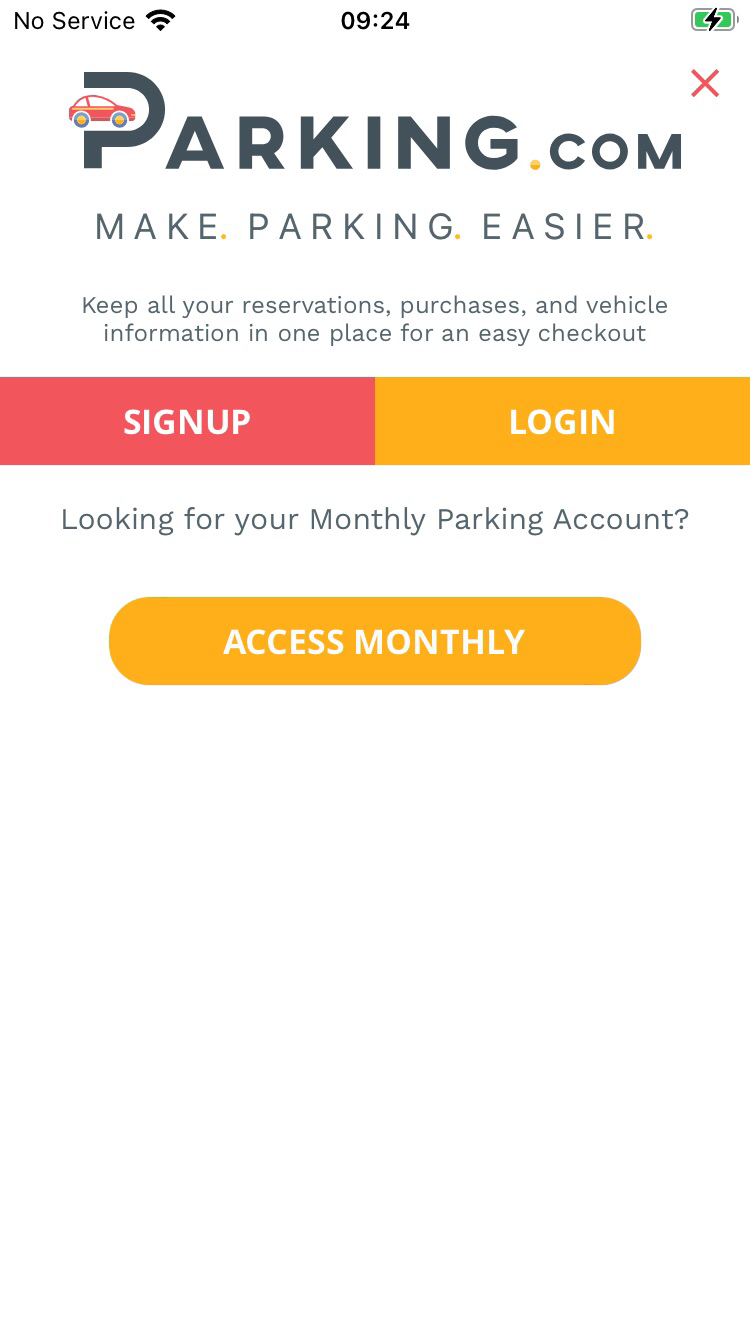 No Service 09:24
PARKING.COM
MAKE. PARKING. EASIER.
Keep all your reservations, purchases, and vehicle
information in one place for an easy checkout
SIGNUP LOGIN
Looking for your Monthly Parking Account?
ACCESS MONTHLY